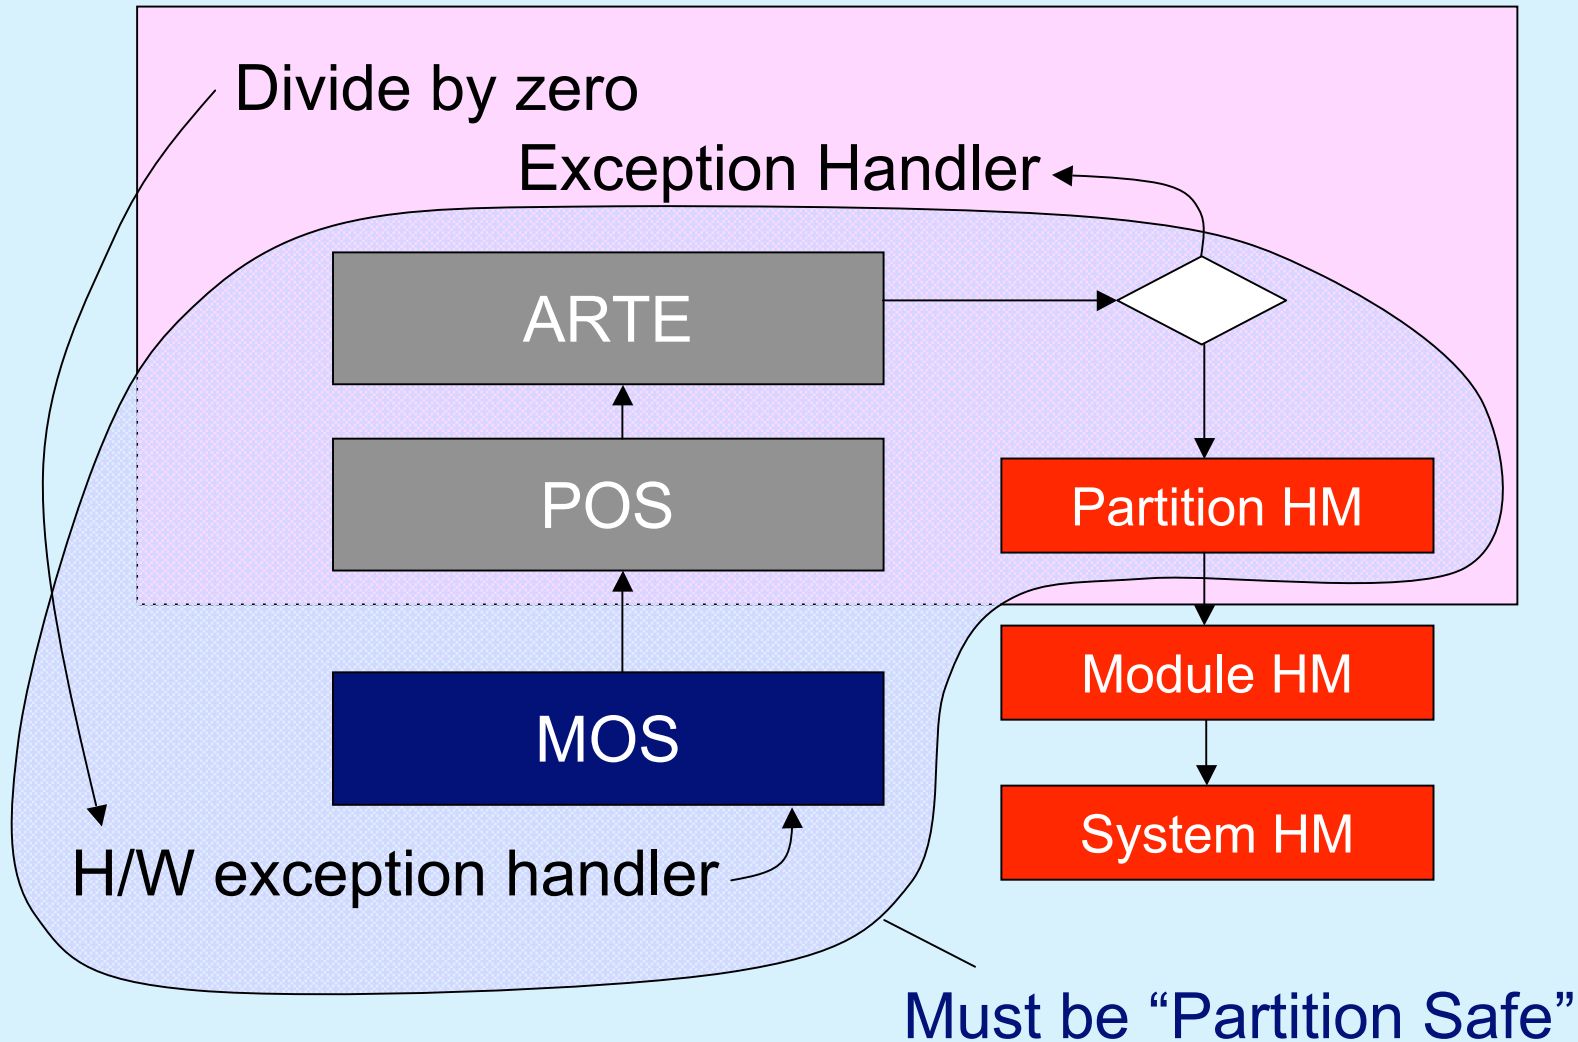 Divide by zero
Exception Handler
ARTE
POS
Partition HM
Module HM
MOS
System HM
H/W exception handler
Must be “Partition Safe”